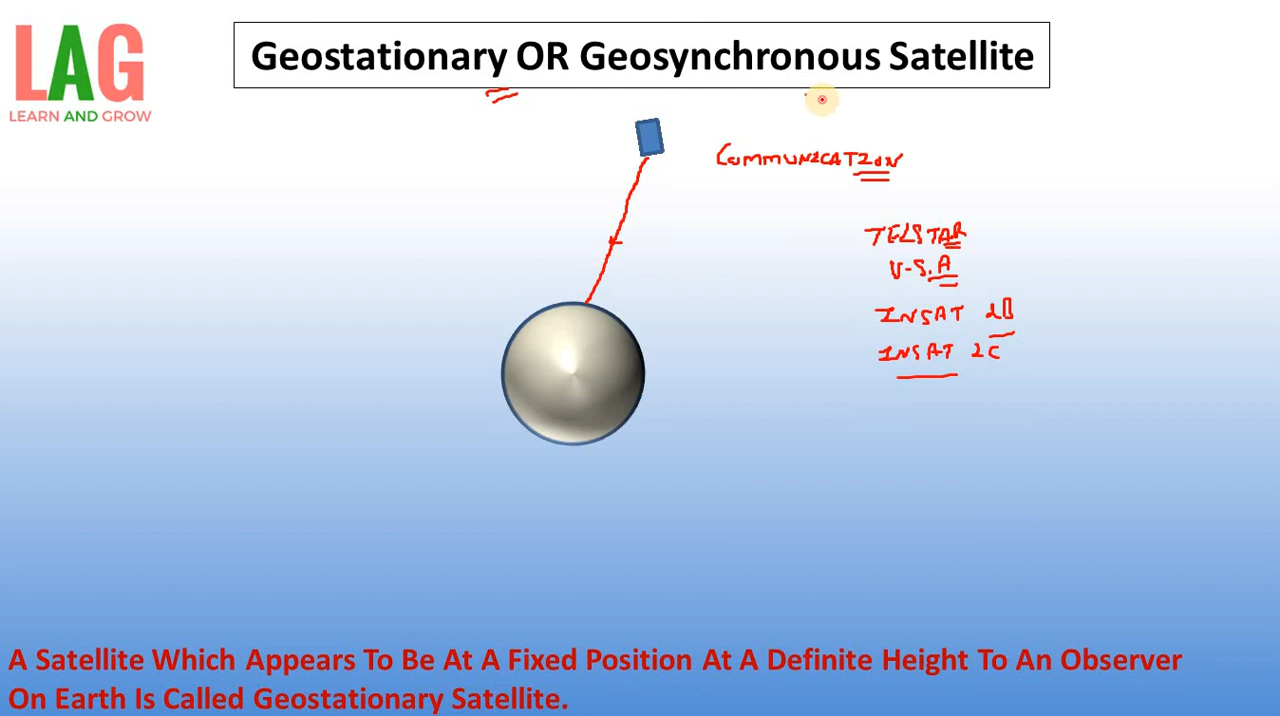 LAG
LEARN AND GROW
Geostationary OR Geosynchronous Satellite
COMMUNICATION
TELSTAR
U.S.A
INSAT 2B
INSAT 2C
A Satellite Which Appears To Be At A Fixed Position At A Definite Height To An Observer
On Earth Is Called Geostationary Satellite.